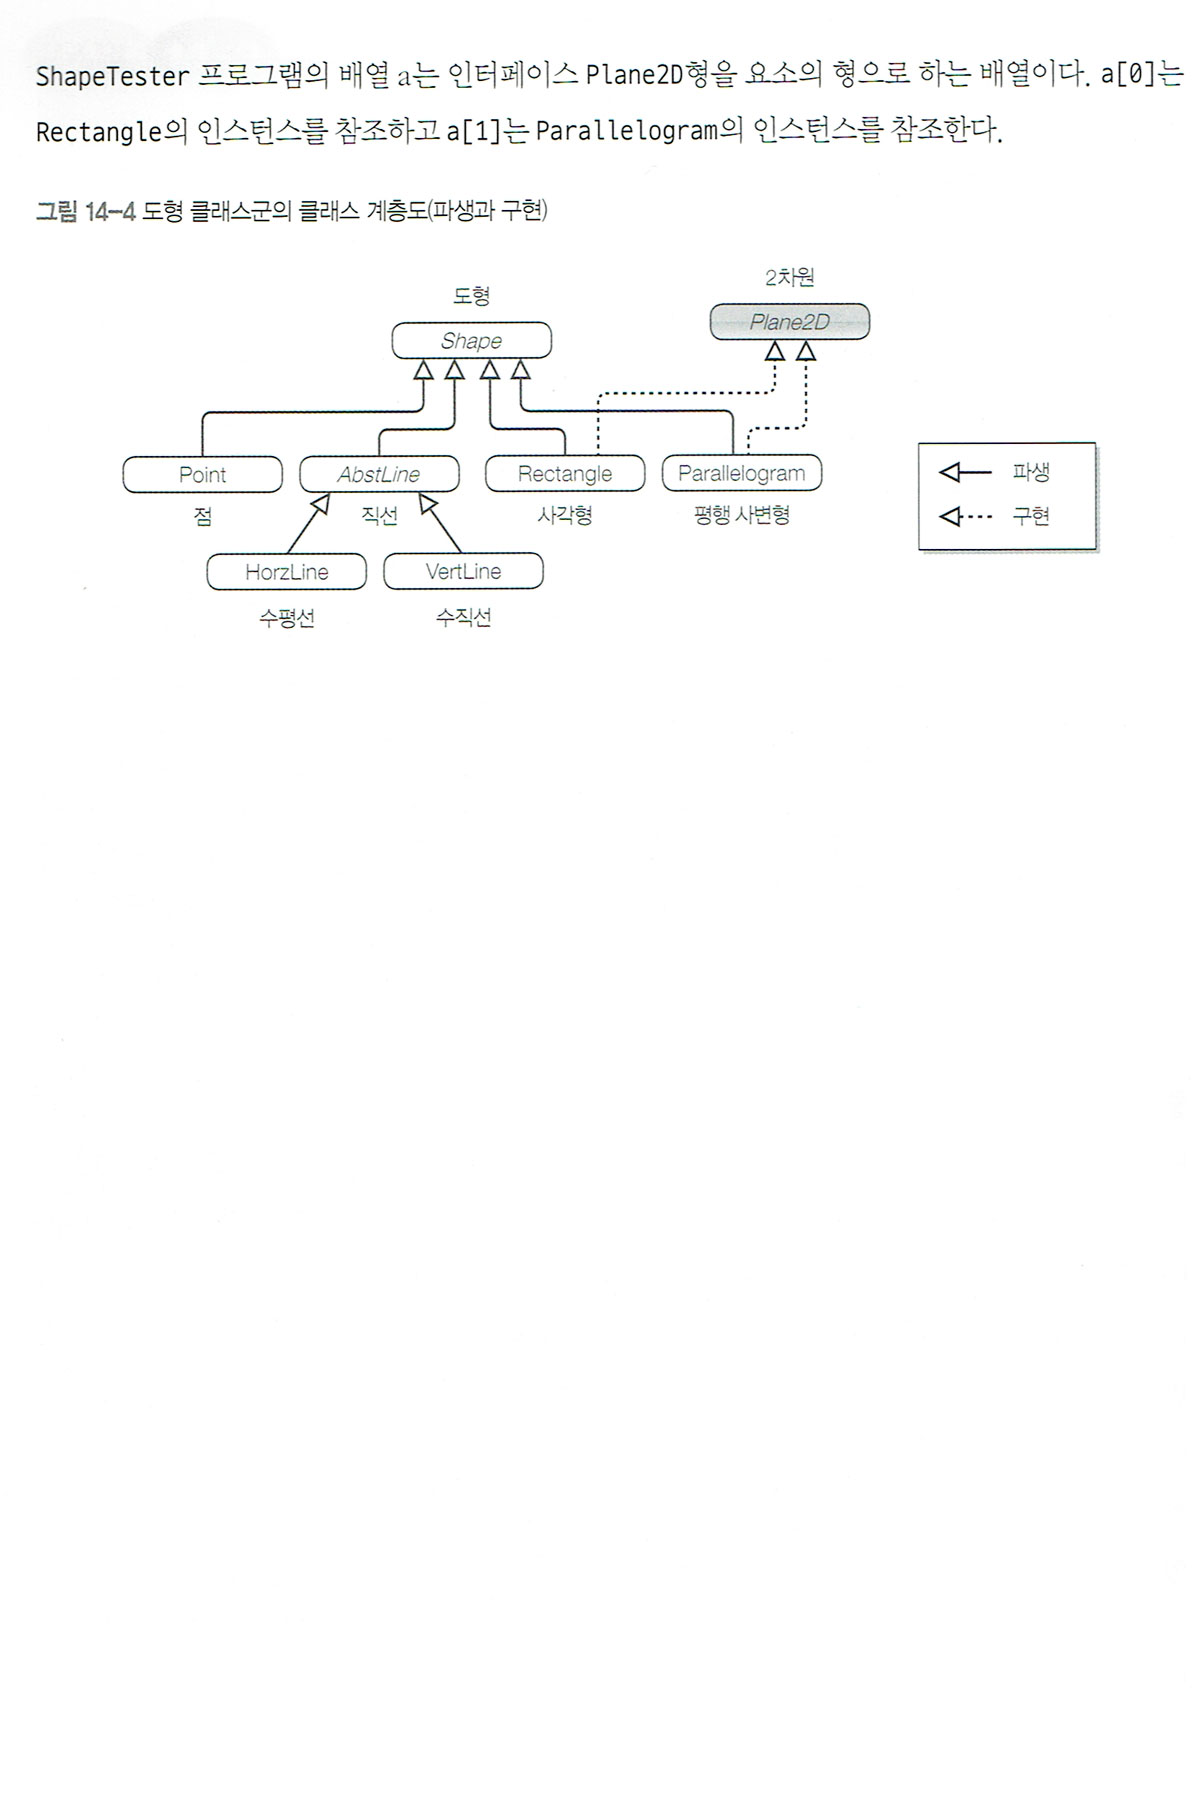 ShapeTester 프로그램의 배열 a는 인터페이스 Plane2D형을 요소의 형으로 하는 배열이다. a[0]는
Rectangle의 인스턴스를 참조하고 a[1]는 Parallelogram의 인스턴스를 참조한다.
그림 14-4 도형 클래스군의 클래스 계층도(파생과 구현)
2차원
도형
Plane2D
Shape
Point
AbstLine
Rectangle
Parallelogram
점
직선
사각형
평행 사변형
파생
구현
HorzLine
VertLine
수평선
수직선